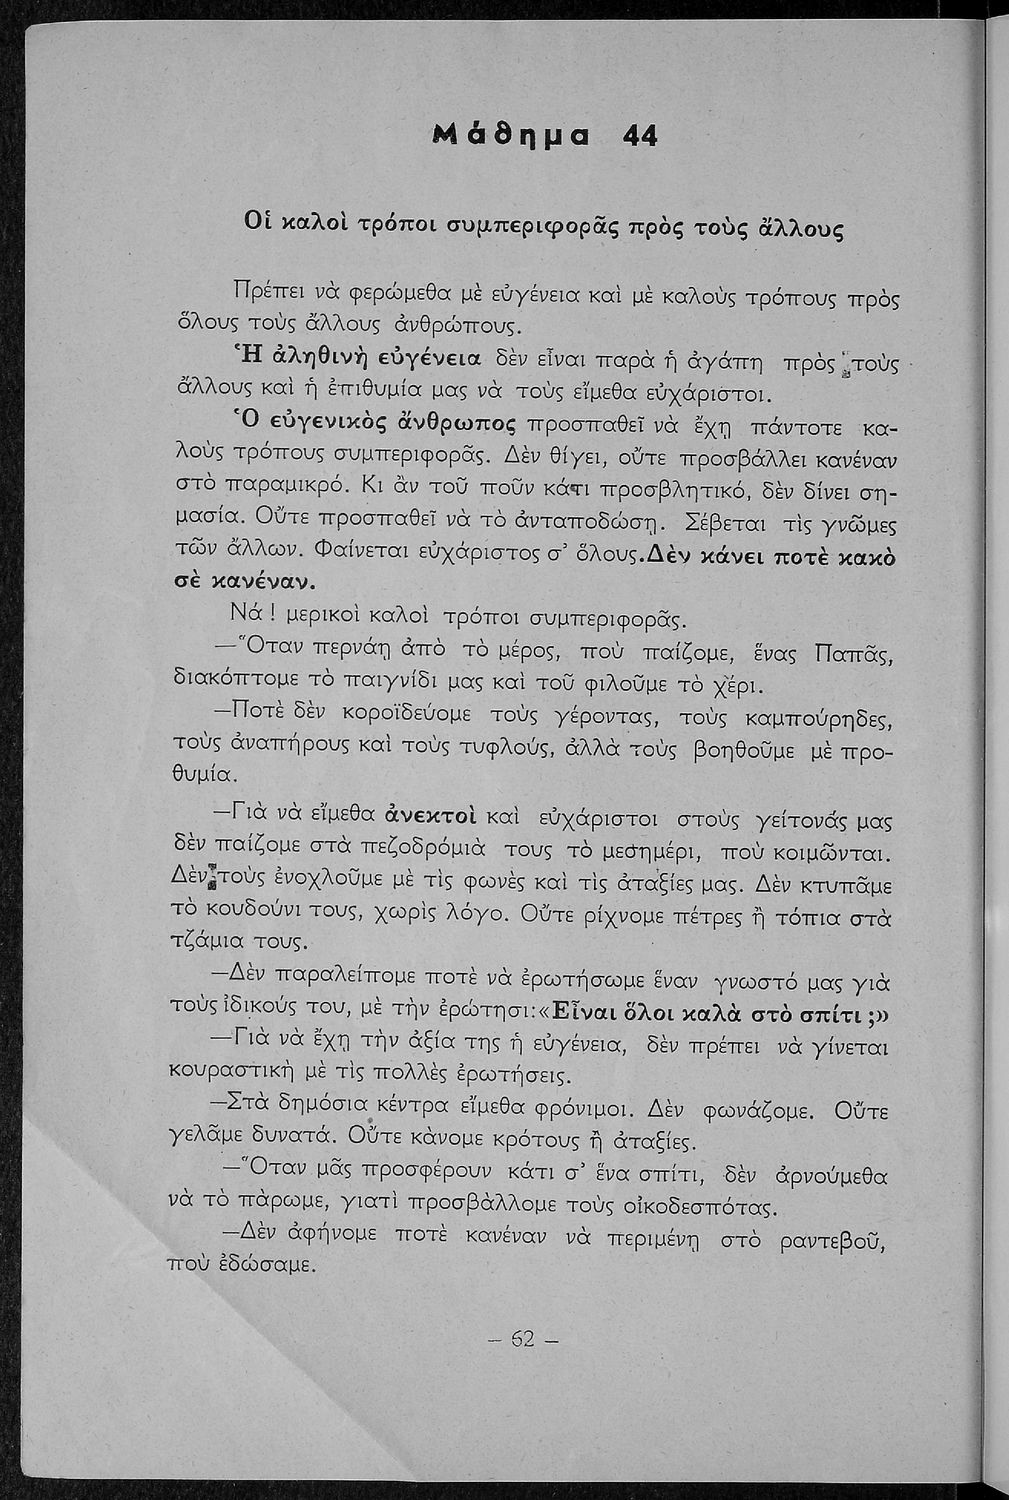 Μάθημα 44
Οἱ καλοὶ τρόποι συμπεριφορᾶς πρὸς τοὺς ἄλλους
Πρέπει νὰ φερώμεθα μὲ εὐγένεια καὶ μὲ καλοὺς τρόπους πρὸς
ὅλους τοὺς ἄλλους ἀνθρώπους.
Ἡ ἀληθινὴ εὐγένεια δὲν εἶναι παρὰ ἡ ἀγάπη πρὸς τοὺς
ἄλλους καὶ ἡ ἐπιθυμία μας νὰ τοὺς εἴμεθα εὐχάριστοι.
Ὁ εὐγενικὸς ἄνθρωπος προσπαθεῖ νὰ ἔχη πάντοτε κα-
λοὺς τρόπους συμπεριφορᾶς. Δὲν θίγει, οὔτε προσβάλλει κανέναν
στὸ παραμικρό. Κι ἂν τοῦ ποῦν κάτι προσβλητικό, δὲν δίνει ση-
μασία. Οὔτε προσπαθεῖ νὰ τὸ ἀνταποδώση. Σέβεται τὶς γνῶμες
τῶν ἄλλων. Φαίνεται εὐχάριστος σ' ὅλους. Δὲν κάνει ποτὲ κακὸ
σὲ κανέναν.
Νά ! μερικοὶ καλοὶ τρόποι συμπεριφορᾶς.
—Ὅταν περνάη ἀπὸ τὸ μέρος, ποὺ παίζομε, ἕνας Παπᾶς,
διακόπτομε τὸ παιγνίδι μας καὶ τοῦ φιλοῦμε τὸ χέρι.
—Ποτὲ δὲν κοροϊδεύομε τοὺς γέροντας, τοὺς καμπούρηδες,
τοὺς ἀναπήρους καὶ τοὺς τυφλούς, ἀλλὰ τοὺς βοηθοῦμε μὲ προ-
θυμία.
—Γιὰ νὰ εἴμεθα ἀνεκτοὶ καὶ εὐχάριστοι στοὺς γείτονάς μας
δὲν παίζομε στὰ πεζοδρόμιὰ τους τὸ μεσημέρι, ποὺ κοιμῶνται.
Δὲν τοὺς ἐνοχλοῦμε μὲ τὶς φωνὲς καὶ τὶς ἀταξίες μας. Δὲν κτυπᾶμε
τὸ κουδούνι τους, χωρὶς λόγο. Οὔτε ρίχνομε πέτρες ἢ τόπια στὰ
τζάμια τους.
—Δὲν παραλείπομε ποτὲ νὰ ἐρωτήσωμε ἕναν γνωστό μας γιὰ
τοὺς ἰδικούς του, μὲ τὴν ἐρώτησι: «Εἶναι ὅλοι καλὰ στὸ σπίτι ;»
—Γιὰ νὰ ἔχη τὴν ἀξία της ἡ εὐγένεια, δὲν πρέπει νὰ γίνεται
κουραστικὴ μὲ τὶς πολλὲς ἐρωτήσεις.
—Στὰ δημόσια κέντρα εἴμεθα φρόνιμοι. Δὲν φωνάζομε. Οὔτε
γελᾶμε δυνατά. Οὔτε κὰνομε κρότους ἢ ἀταξίες.
—Ὅταν μᾶς προσφέρουν κάτι σ' ἕνα σπίτι, δὲν ἀρνούμεθα
νὰ τὸ πὰρωμε, γιατὶ προσβὰλλομε τοὺς οἰκοδεσπότας.
—Δὲν ἀφήνομε ποτὲ κανέναν νὰ περιμένη στὸ ραντεβοῦ,
ποὺ ἐδώσαμε.
– 62 –